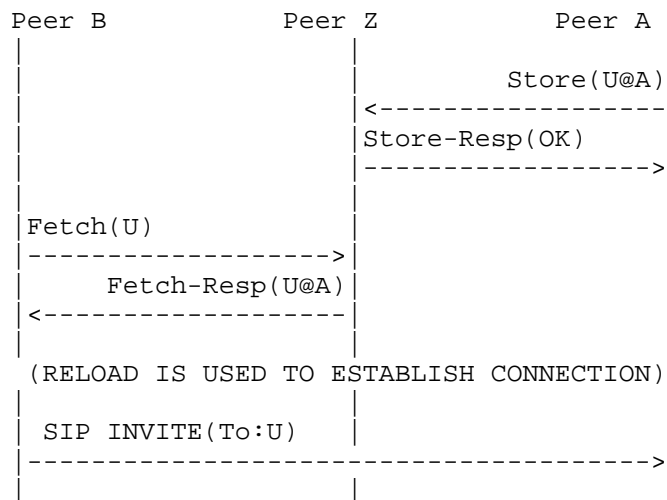 Peer B Peer Z Peer A
Store(U@A)
<------------------
Store-Resp(OK)
------------------>
Fetch(U)
------------------->
Fetch-Resp(U@A)
<-------------------
(RELOAD IS USED TO ESTABLISH CONNECTION)
SIP INVITE(To:U)
---------------------------------------->